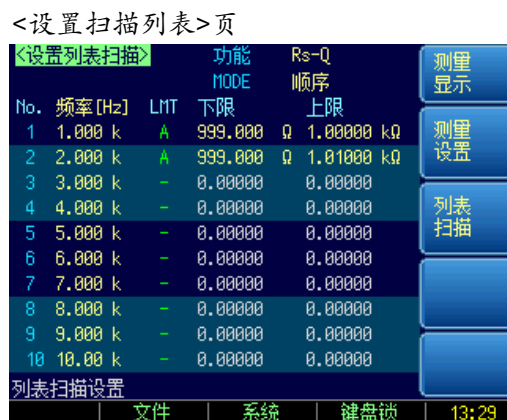 <设置扫描列表>页
<设置列表扫描> 功能 Rs-Q
MODE 顺序
No. 频率[Hz] LMT 下限 上限
1 1.000 k A 999.000 Ω 1.00000 kΩ
2 2.000 k A 999.000 Ω 1.01000 kΩ
3 3.000 k - 0.00000 0.00000
4 4.000 k - 0.00000 0.00000
5 5.000 k - 0.00000 0.00000
6 6.000 k - 0.00000 0.00000
7 7.000 k - 0.00000 0.00000
8 8.000 k - 0.00000 0.00000
9 9.000 k - 0.00000 0.00000
10 10.00 k - 0.00000 0.00000
列表扫描设置
测量
显示
测量
设置
列表
扫描
文件 | 系统 | 键盘锁 | 13:29